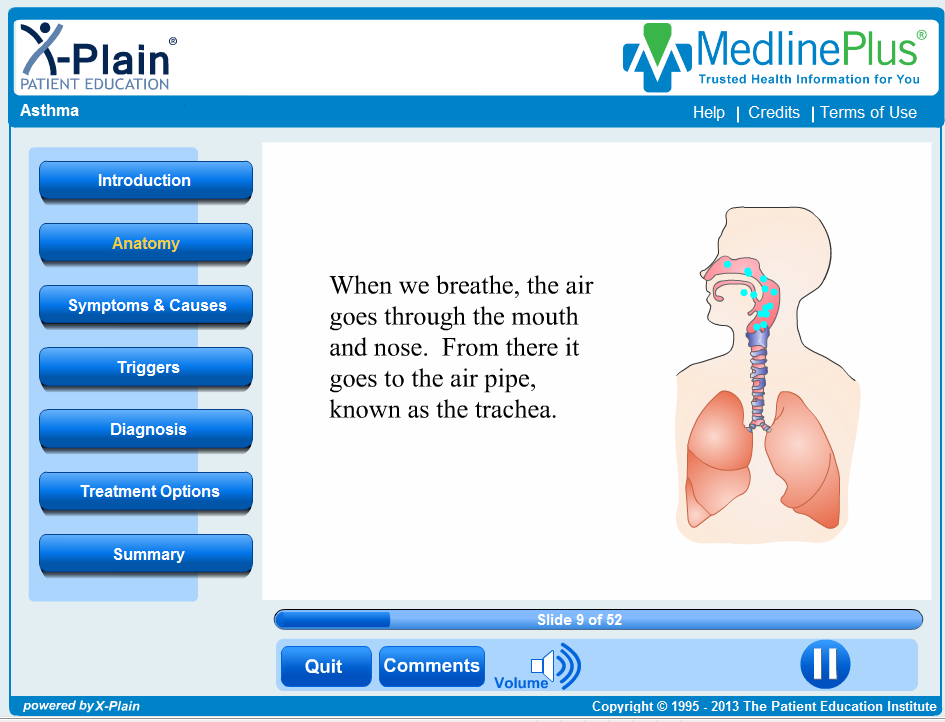 X-Plain®
PATIENT EDUCATION
MedlinePlus®
Trusted Health Information for You
Asthma
Help | Credits | Terms of Use
Introduction
Anatomy
Symptoms & Causes
Triggers
Diagnosis
Treatment Options
Summary
When we breathe, the air
goes through the mouth
and nose.  From there it
goes to the air pipe,
known as the trachea.
Slide 9 of 52
Quit
Comments
Volume
powered by X-Plain
Copyright © 1995 - 2013 The Patient Education Institute